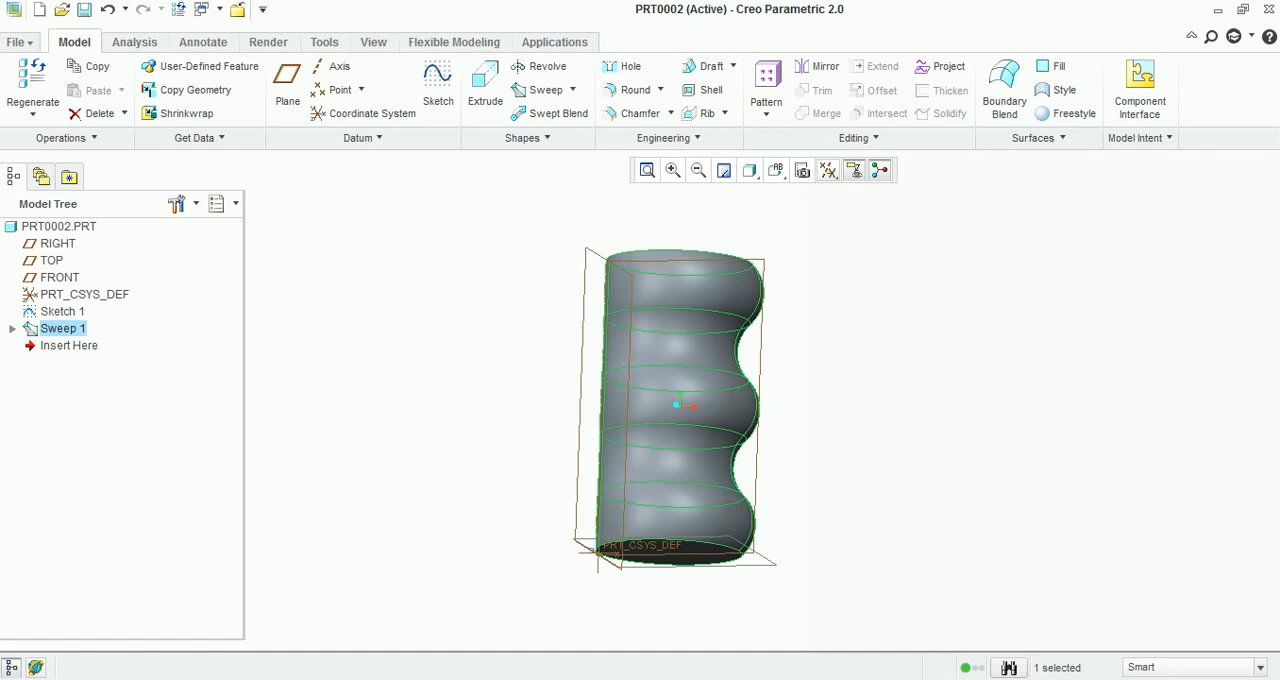 PRT0002 (Active) - Creo Parametric 2.0
File Model Analysis Annotate Render Tools View Flexible Modeling Applications
Regenerate Copy Paste Delete
User-Defined Feature Copy Geometry Shrinkwrap
Plane Axis Point Coordinate System Sketch
Extrude Revolve Sweep Swept Blend
Hole Round Chamfer Draft Shell Rib
Pattern Mirror Trim Merge Extend Offset Intersect Project Thicken Solidify
Boundary Blend Fill Style Freestyle
Component Interface
Operations Get Data Datum Shapes Engineering Editing Surfaces Model Intent
Model Tree
PRT0002.PRT
RIGHT
TOP
FRONT
PRT_CSYS_DEF
Sketch 1
Sweep 1
Insert Here
PRT_CSYS_DEF
1 selected Smart